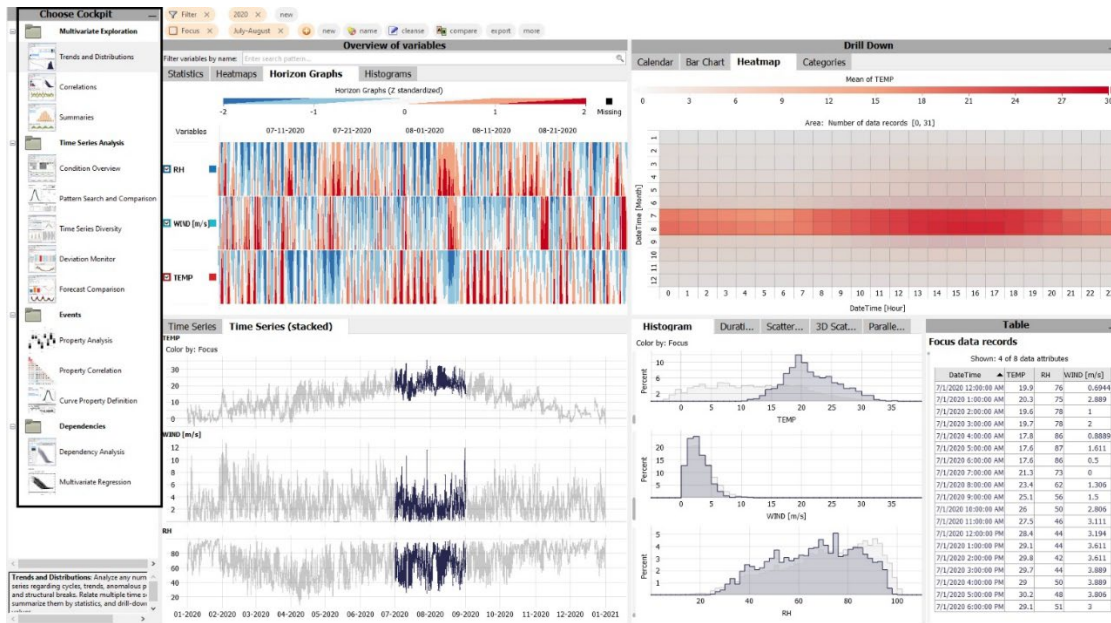 Choose Cockpit
Multivariate Exploration
Trends and Distributions
Correlations
Summaries
Time Series Analysis
Condition Overview
Pattern Search and Comparison
Time Series Diversity
Deviation Monitor
Forecast Comparison
Events
Property Analysis
Property Correlation
Curve Property Definition
Dependencies
Dependency Analysis
Multivariate Regression
Trends and Distributions: Analyze any num
series regarding cycles, trends, anomalous p
and structural breaks. Relate multiple time s
summarize them by statistics, and drill-down
Filter × 2020 × new
Focus × July-August × new name cleanse compare export more
Overview of variables
Filter variables by name: Enter search pattern...
Statistics Heatmaps Horizon Graphs Histograms
Horizon Graphs (Z standardized)
-2 -1 0 1 2 Missing
Variables 07-11-2020 07-21-2020 08-01-2020 08-11-2020 08-21-2020
RH
WIND [m/s]
TEMP
Drill Down
Calendar Bar Chart Heatmap Categories
Mean of TEMP
0 3 6 9 12 15 18 21 24 27 30
Area: Number of data records [0, 31]
DateTime [Month]
1 2 3 4 5 6 7 8 9 10 11 12
0 1 2 3 4 5 6 7 8 9 10 11 12 13 14 15 16 17 18 19 20 21 22
DateTime [Hour]
Time Series Time Series (stacked)
TEMP
Color by: Focus
30
20
10
0
WIND [m/s]
12
10
8
6
4
2
0
RH
80
60
40
20
01-2020 02-2020 03-2020 04-2020 05-2020 06-2020 07-2020 08-2020 09-2020 10-2020 11-2020 12-2020 01-2021
Histogram Durati... Scatter... 3D Scat... Paralle...
Color by: Focus
Percent
10
5
0
0 5 10 15 20 25 30 35
TEMP
Percent
20
15
10
5
0
0 5 10 15 20 25 30 35
WIND [m/s]
Percent
5
4
3
2
1
0
20 40 60 80 100
RH
Table
Focus data records
Shown: 4 of 8 data attributes
DateTime TEMP RH WIND [m/s]
7/1/2020 12:00:00 AM 19.9 76 0.6944
7/1/2020 1:00:00 AM 20.3 75 2.889
7/1/2020 2:00:00 AM 19.6 78 1
7/1/2020 3:00:00 AM 19.7 78 2
7/1/2020 4:00:00 AM 17.8 86 0.8889
7/1/2020 5:00:00 AM 17.6 87 1.611
7/1/2020 6:00:00 AM 17.6 86 0.5
7/1/2020 7:00:00 AM 21.3 73 0
7/1/2020 8:00:00 AM 23.4 62 1.306
7/1/2020 9:00:00 AM 25.1 56 1.5
7/1/2020 10:00:00 AM 26 50 2.806
7/1/2020 11:00:00 AM 27.5 46 3.111
7/1/2020 12:00:00 PM 28.4 44 3.194
7/1/2020 1:00:00 PM 29.1 44 3.611
7/1/2020 2:00:00 PM 29.8 42 3.611
7/1/2020 3:00:00 PM 29.7 44 3.889
7/1/2020 4:00:00 PM 29 50 3.889
7/1/2020 5:00:00 PM 30.2 48 3.806
7/1/2020 6:00:00 PM 29.1 51 3